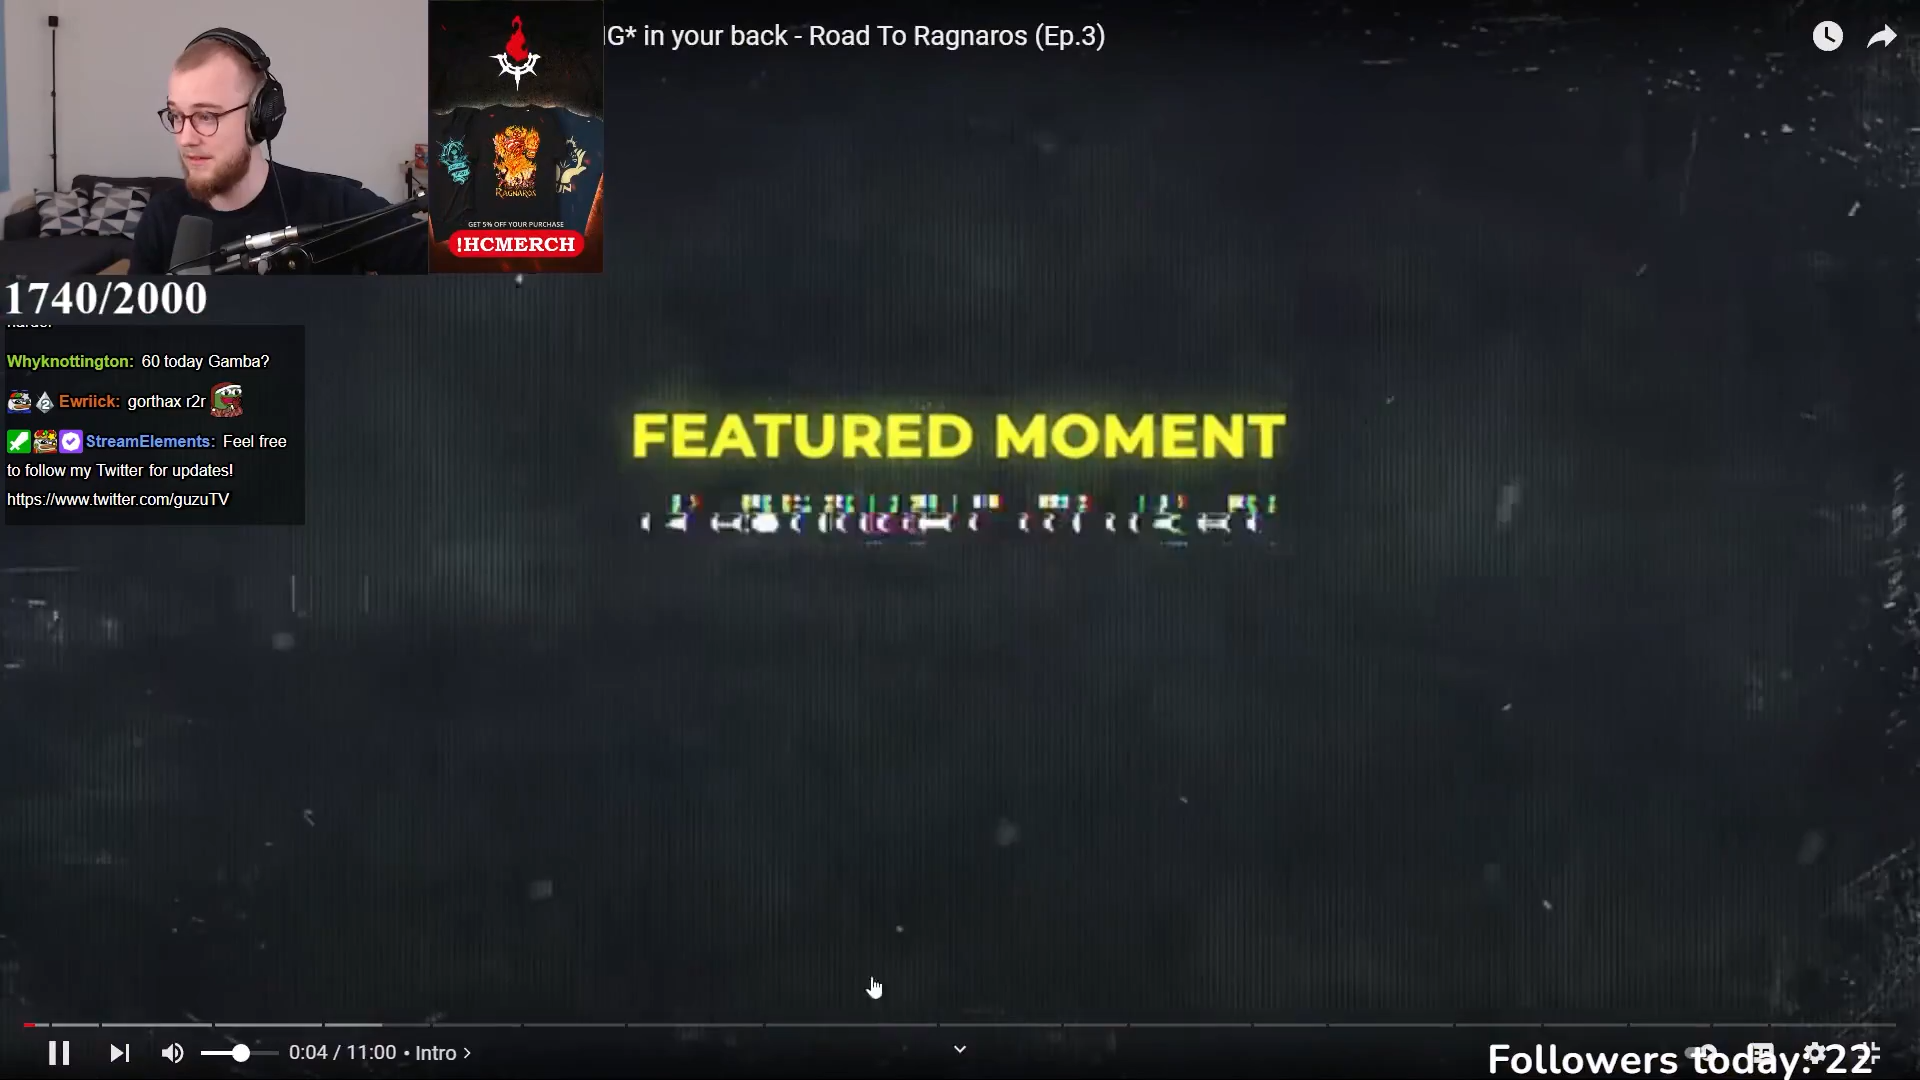 G* in your back - Road To Ragnaros (Ep.3)
RAGNAROS
GET 5% OFF YOUR PURCHASE
!HCMERCH
1740/2000
Whyknottington: 60 today Gamba?
Ewriick: gorthax r2r
StreamElements: Feel free
to follow my Twitter for updates!
https://www.twitter.com/guzuTV
FEATURED MOMENT
0:04 / 11:00 • Intro >
Followers today: 22